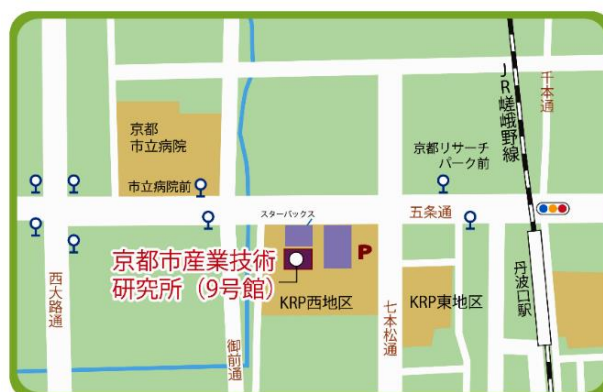 JR嵯峨野線
千本通
京都
市立病院
京都リサーチ
パーク前
市立病院前
スターバックス
五条通
京都市産業技術
研究所（9号館）
P
西大路通
KRP西地区
KRP東地区
丹波口駅
御前通
七本松通